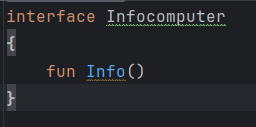 interface Infocomputer
{
fun Info()
}